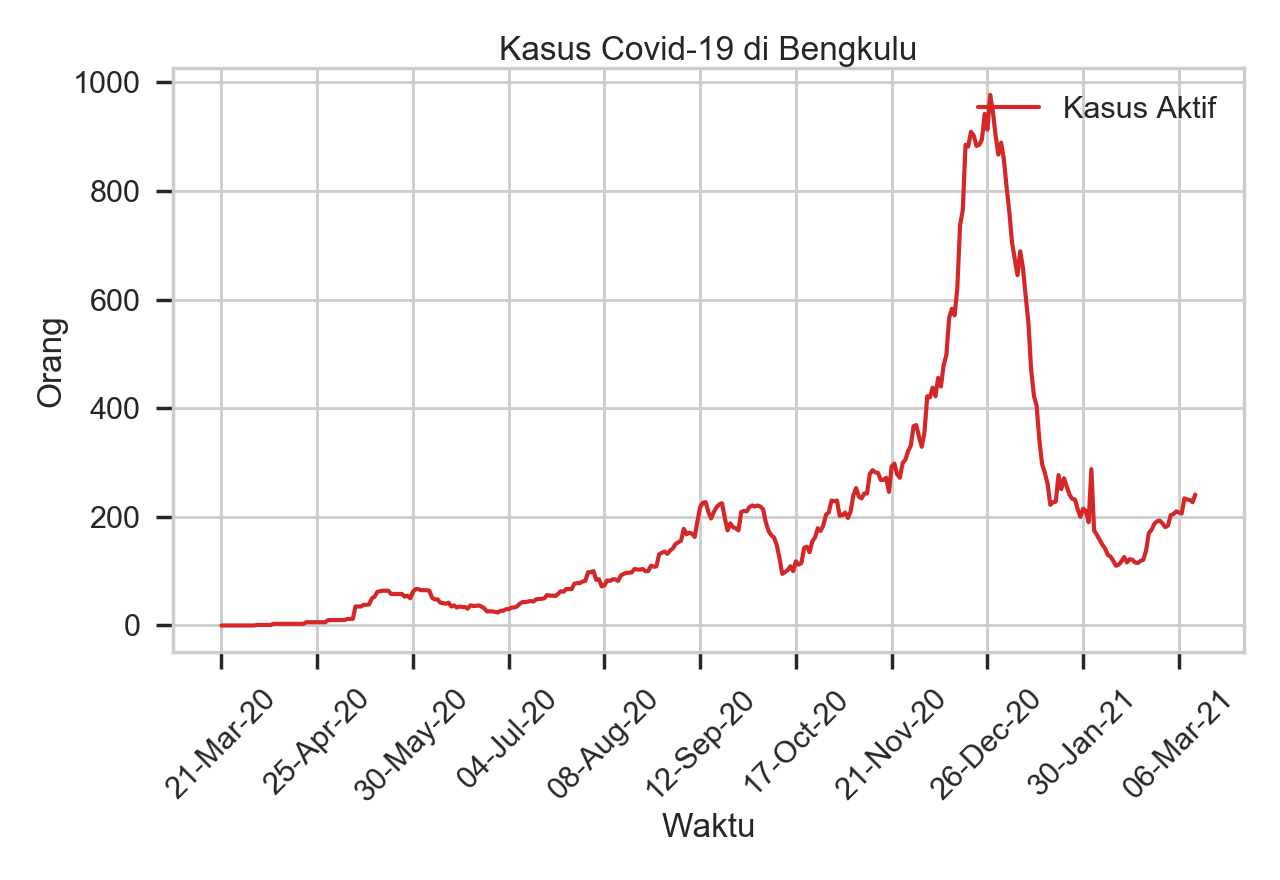 Kasus Covid-19 di Bengkulu
Kasus Aktif
Orang
1000
800
600
400
200
0
21-Mar-20
25-Apr-20
30-May-20
04-Jul-20
08-Aug-20
12-Sep-20
17-Oct-20
21-Nov-20
26-Dec-20
30-Jan-21
06-Mar-21
Waktu